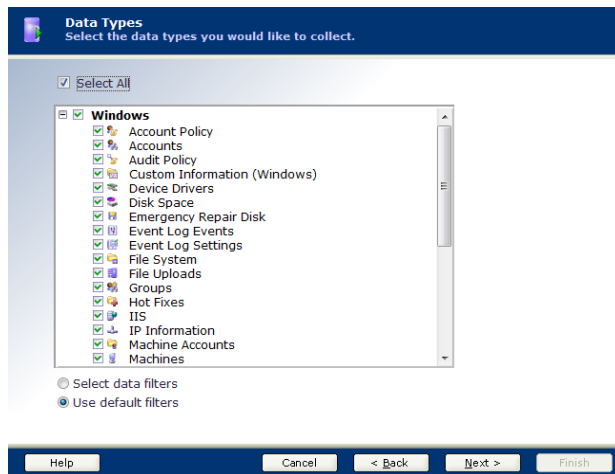 Data Types
Select the data types you would like to collect.
Select All
Windows
Account Policy
Accounts
Audit Policy
Custom Information (Windows)
Device Drivers
Disk Space
Emergency Repair Disk
Event Log Events
Event Log Settings
File System
File Uploads
Groups
Hot Fixes
IIS
IP Information
Machine Accounts
Machines
Select data filters
Use default filters
Help Cancel < Back Next > Finish